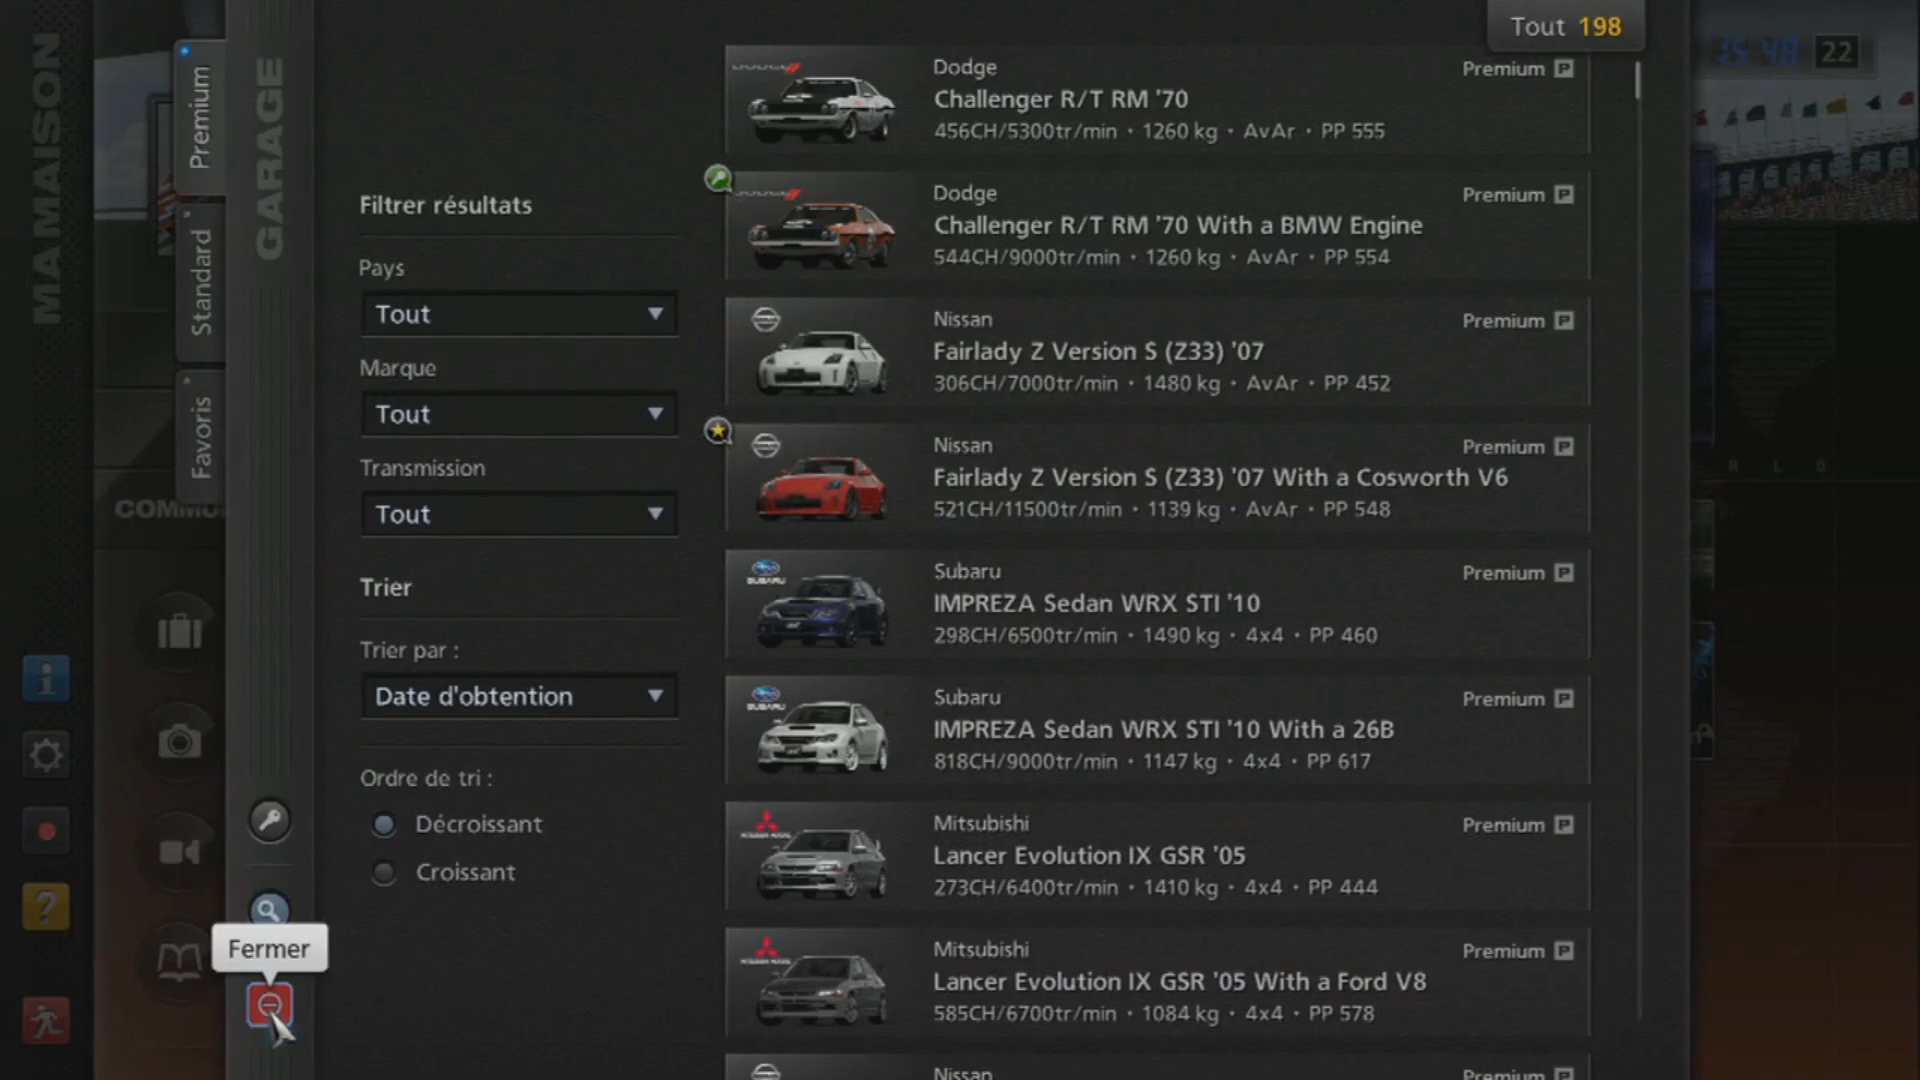 MA MAISON
GARAGE
Premium
Standard
Favoris
Tout 198
15:48
22
Filtrer résultats
Pays
Tout
Marque
Tout
Transmission
Tout
Trier
Trier par :
Date d'obtention
Ordre de tri :
Décroissant
Croissant
Fermer
Dodge
Premium P
Challenger R/T RM '70
456CH/5300tr/min • 1260 kg • AvAr • PP 555
Dodge
Premium P
Challenger R/T RM '70 With a BMW Engine
544CH/9000tr/min • 1260 kg • AvAr • PP 554
Nissan
Premium P
Fairlady Z Version S (Z33) '07
306CH/7000tr/min • 1480 kg • AvAr • PP 452
Nissan
Premium P
Fairlady Z Version S (Z33) '07 With a Cosworth V6
521CH/11500tr/min • 1139 kg • AvAr • PP 548
SUBARU
Subaru
Premium P
IMPREZA Sedan WRX STI '10
298CH/6500tr/min • 1490 kg • 4x4 • PP 460
SUBARU
Subaru
Premium P
IMPREZA Sedan WRX STI '10 With a 26B
818CH/9000tr/min • 1147 kg • 4x4 • PP 617
Mitsubishi
Premium P
Lancer Evolution IX GSR '05
273CH/6400tr/min • 1410 kg • 4x4 • PP 444
Mitsubishi
Premium P
Lancer Evolution IX GSR '05 With a Ford V8
585CH/6700tr/min • 1084 kg • 4x4 • PP 578
Nissan
Premium P